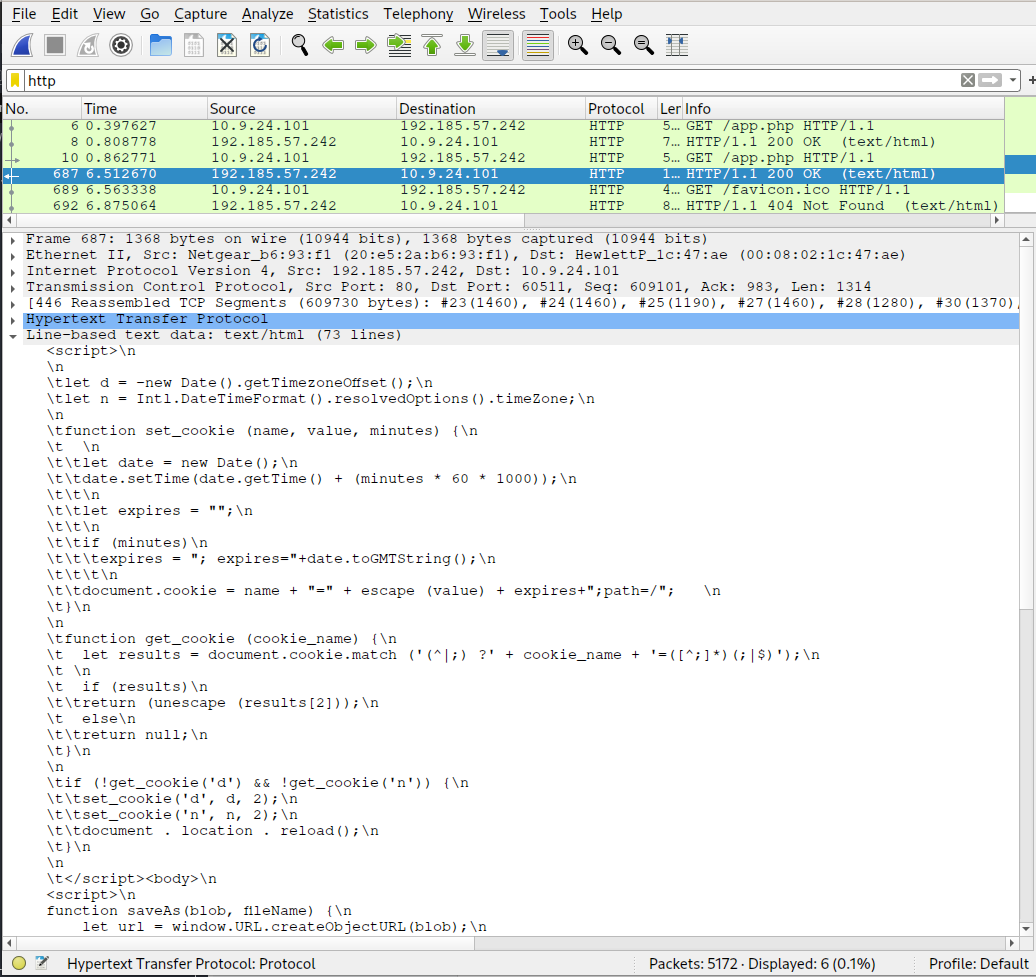 File Edit View Go Capture Analyze Statistics Telephony Wireless Tools Help
http
No. Time Source Destination Protocol Ler Info
6 0.397627 10.9.24.101 192.185.57.242 HTTP 5… GET /app.php HTTP/1.1
8 0.808778 192.185.57.242 10.9.24.101 HTTP 7… HTTP/1.1 200 OK (text/html)
10 0.862771 10.9.24.101 192.185.57.242 HTTP 5… GET /app.php HTTP/1.1
687 6.512670 192.185.57.242 10.9.24.101 HTTP 1… HTTP/1.1 200 OK (text/html)
689 6.563338 10.9.24.101 192.185.57.242 HTTP 4… GET /favicon.ico HTTP/1.1
692 6.875064 192.185.57.242 10.9.24.101 HTTP 8… HTTP/1.1 404 Not Found (text/html)
Frame 687: 1368 bytes on wire (10944 bits), 1368 bytes captured (10944 bits)
Ethernet II, Src: Netgear_b6:93:f1 (20:e5:2a:b6:93:f1), Dst: HewlettP_1c:47:ae (00:08:02:1c:47:ae)
Internet Protocol Version 4, Src: 192.185.57.242, Dst: 10.9.24.101
Transmission Control Protocol, Src Port: 80, Dst Port: 60511, Seq: 609101, Ack: 983, Len: 1314
[446 Reassembled TCP Segments (609730 bytes): #23(1460), #24(1460), #25(1190), #27(1460), #28(1280), #30(1370),
Hypertext Transfer Protocol
Line-based text data: text/html (73 lines)
<script>\n
\n
\tlet d = -new Date().getTimezoneOffset();\n
\tlet n = Intl.DateTimeFormat().resolvedOptions().timeZone;\n
\n
\tfunction set_cookie (name, value, minutes) {\n
\t  \n
\t\tlet date = new Date();\n
\t\tdate.setTime(date.getTime() + (minutes * 60 * 1000));\n
\t\t\n
\t\tlet expires = "";\n
\t\t\n
\t\tif (minutes)\n
\t\t\texpires = "; expires="+date.toGMTString();\n
\t\t\t\n
\t\tdocument.cookie = name + "=" + escape (value) + expires+";path=/";   \n
\t}\n
\n
\tfunction get_cookie (cookie_name) {\n
\t  let results = document.cookie.match ('(^|;) ?' + cookie_name + '=([^;]*)(;|$)');\n
\t \n
\t  if (results)\n
\t\treturn (unescape (results[2]));\n
\t  else\n
\t\treturn null;\n
\t}\n
\n
\tif (!get_cookie('d') && !get_cookie('n')) {\n
\t\tset_cookie('d', d, 2);\n
\t\tset_cookie('n', n, 2);\n
\t\tdocument . location . reload();\n
\t}\n
\n
\t</script><body>\n
<script>\n
function saveAs(blob, fileName) {\n
let url = window.URL.createObjectURL(blob);\n
Hypertext Transfer Protocol: Protocol Packets: 5172 · Displayed: 6 (0.1%) Profile: Default